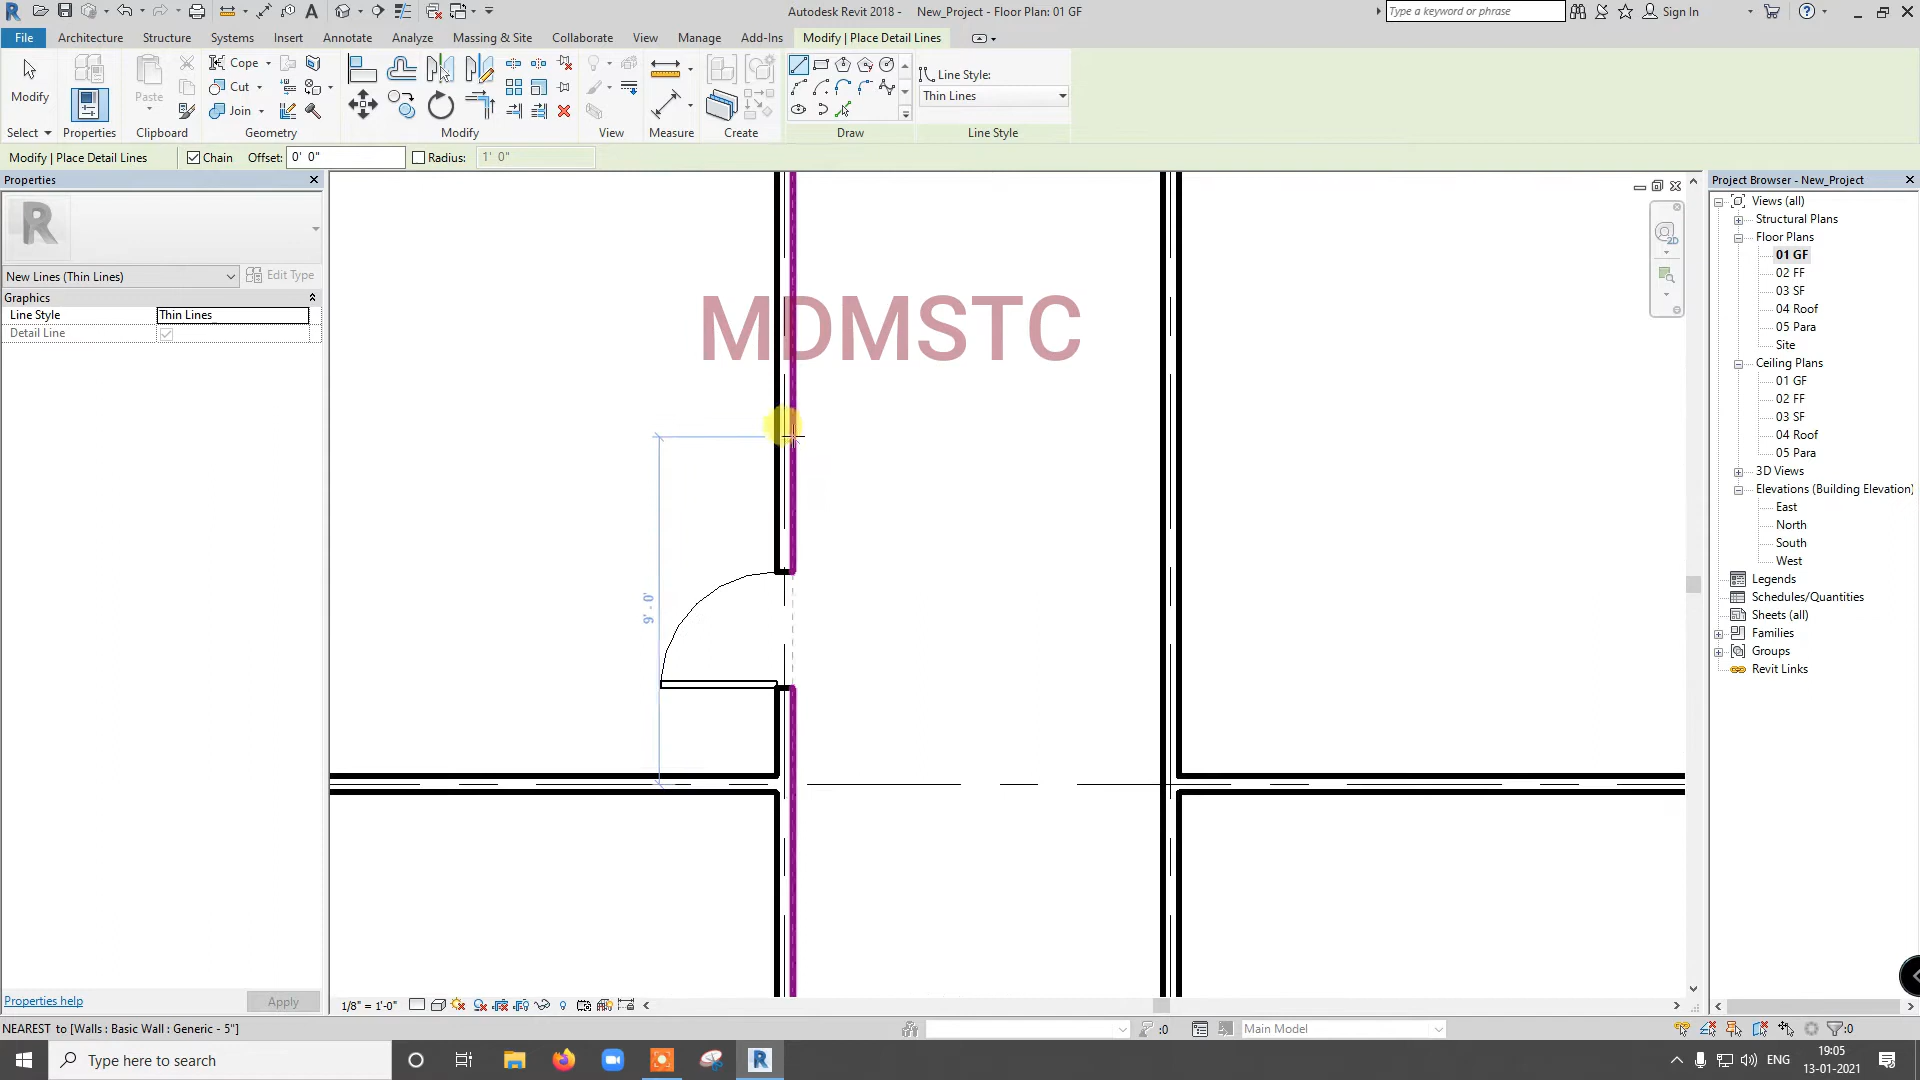 Autodesk Revit 2018 - New_Project - Floor Plan: 01 GF
Type a keyword or phrase
Sign In
File Architecture Structure Systems Insert Annotate Analyze Massing & Site Collaborate View Manage Add-Ins Modify | Place Detail Lines
Modify
Paste
Cope
Cut
Join
Line Style:
Thin Lines
Select Properties Clipboard Geometry Modify View Measure Create Draw Line Style
Modify | Place Detail Lines Chain Offset: 0' 0" Radius: 1' 0"
Properties
New Lines (Thin Lines) Edit Type
Graphics
Line Style Thin Lines
Detail Line
Properties help Apply
2D
MDMSTC
9' - 0'
Project Browser - New_Project
Views (all)
Structural Plans
Floor Plans
01 GF
02 FF
03 SF
04 Roof
05 Para
Site
Ceiling Plans
01 GF
02 FF
03 SF
04 Roof
05 Para
3D Views
Elevations (Building Elevation)
East
North
South
West
Legends
Schedules/Quantities
Sheets (all)
Families
Groups
Revit Links
1/8" = 1'-0"
NEAREST to [Walls : Basic Wall : Generic - 5"]
:0 Main Model :0
Type here to search
ENG
19:05
13-01-2021